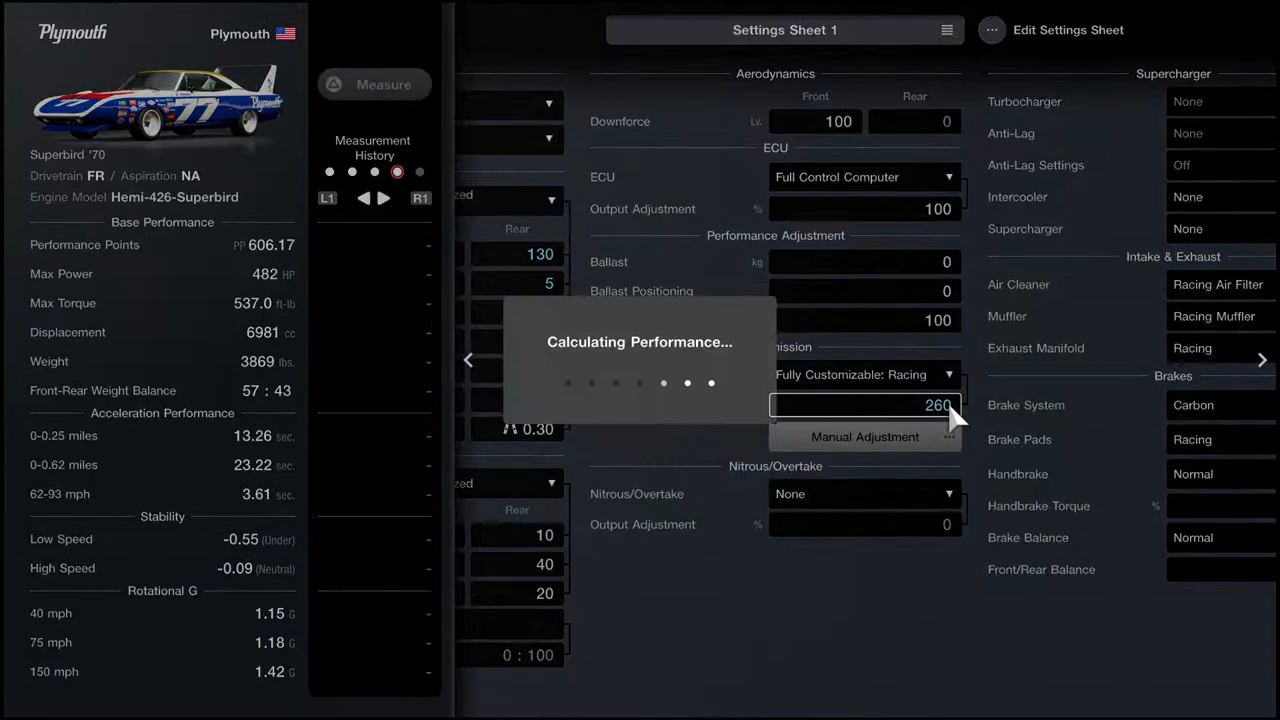 Plymouth
Plymouth
77
Plymouth
Superbird '70
Drivetrain FR / Aspiration NA
Engine Model Hemi-426-Superbird
Base Performance
Performance Points PP 606.17
Max Power 482 HP
Max Torque 537.0 ft-lb
Displacement 6981 cc
Weight 3869 lbs.
Front-Rear Weight Balance 57 : 43
Acceleration Performance
0-0.25 miles 13.26 sec.
0-0.62 miles 23.22 sec.
62-93 mph 3.61 sec.
Stability
Low Speed -0.55 (Under)
High Speed -0.09 (Neutral)
Rotational G
40 mph 1.15 G
75 mph 1.18 G
150 mph 1.42 G
Measure
Measurement
History
L1 R1
-
-
-
-
-
-
-
-
-
-
-
-
-
-
Settings Sheet 1
Edit Settings Sheet
zed
Rear
130
5
0.30
zed
Rear
10
40
20
0 : 100
Aerodynamics
Front Rear
Downforce Lv. 100 0
ECU
ECU Full Control Computer
Output Adjustment % 100
Performance Adjustment
Ballast kg 0
Ballast Positioning 0
100
Calculating Performance...
mission
Fully Customizable: Racing
260
Manual Adjustment
Nitrous/Overtake
Nitrous/Overtake None
Output Adjustment % 0
Supercharger
Turbocharger None
Anti-Lag None
Anti-Lag Settings Off
Intercooler None
Supercharger None
Intake & Exhaust
Air Cleaner Racing Air Filter
Muffler Racing Muffler
Exhaust Manifold Racing
Brakes
Brake System Carbon
Brake Pads Racing
Handbrake Normal
Handbrake Torque %
Brake Balance Normal
Front/Rear Balance